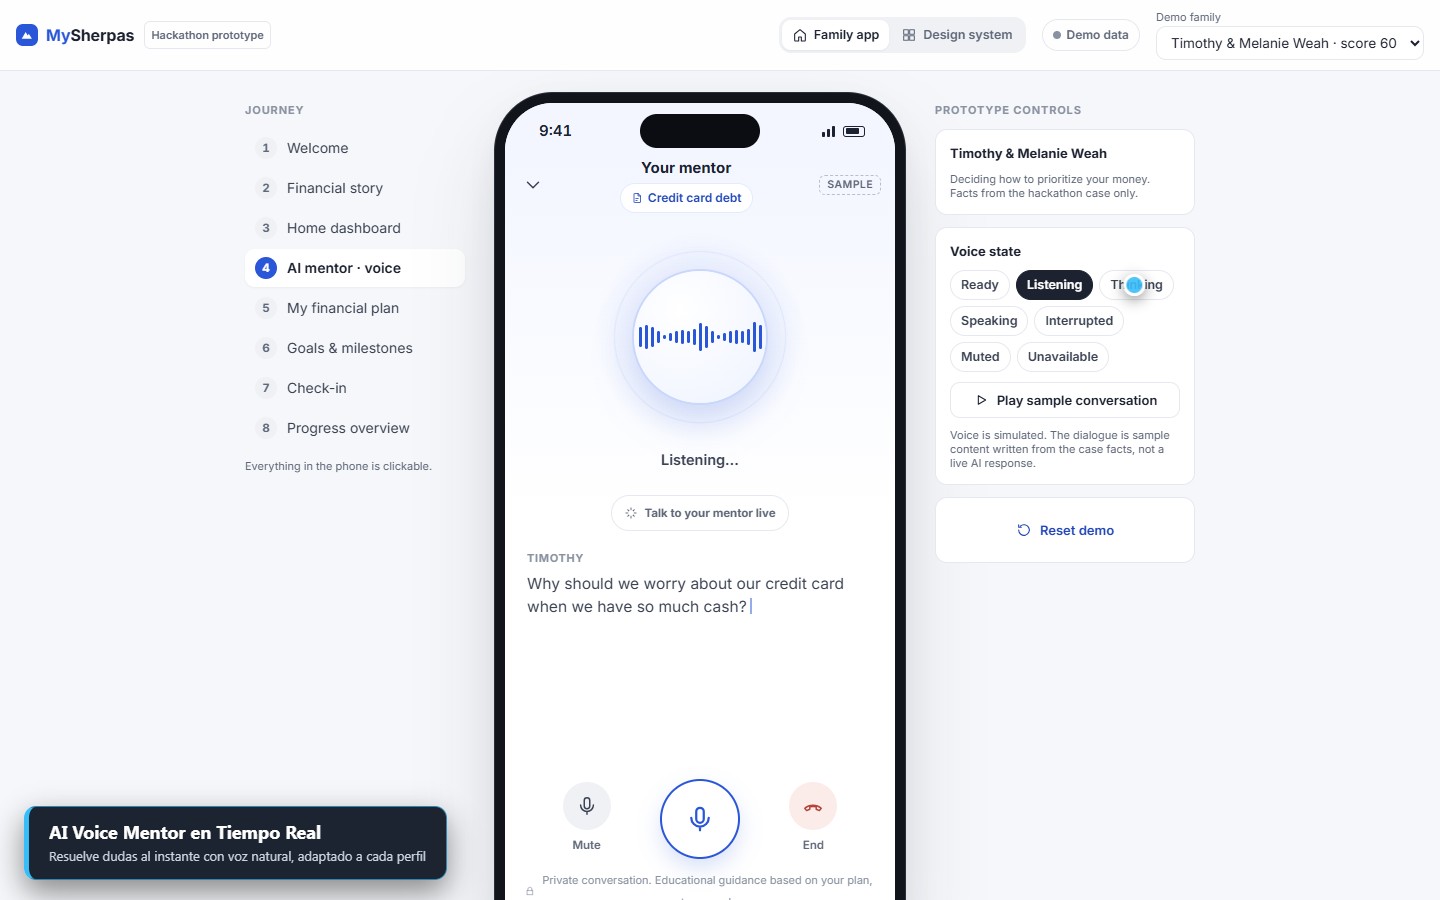 MySherpas
Hackathon prototype
Family app
Design system
Demo data
Demo family
Timothy & Melanie Weah · score 60
JOURNEY
1 Welcome
2 Financial story
3 Home dashboard
4 AI mentor · voice
5 My financial plan
6 Goals & milestones
7 Check-in
8 Progress overview
Everything in the phone is clickable.
9:41
Your mentor
Credit card debt
SAMPLE
Listening...
Talk to your mentor live
TIMOTHY
Why should we worry about our credit card
when we have so much cash?
Mute
End
Private conversation. Educational guidance based on your plan,
PROTOTYPE CONTROLS
Timothy & Melanie Weah
Deciding how to prioritize your money.
Facts from the hackathon case only.
Voice state
Ready
Listening
Speaking
Interrupted
Muted
Unavailable
Play sample conversation
Voice is simulated. The dialogue is sample
content written from the case facts, not a
live AI response.
Reset demo
AI Voice Mentor en Tiempo Real
Resuelve dudas al instante con voz natural, adaptado a cada perfil